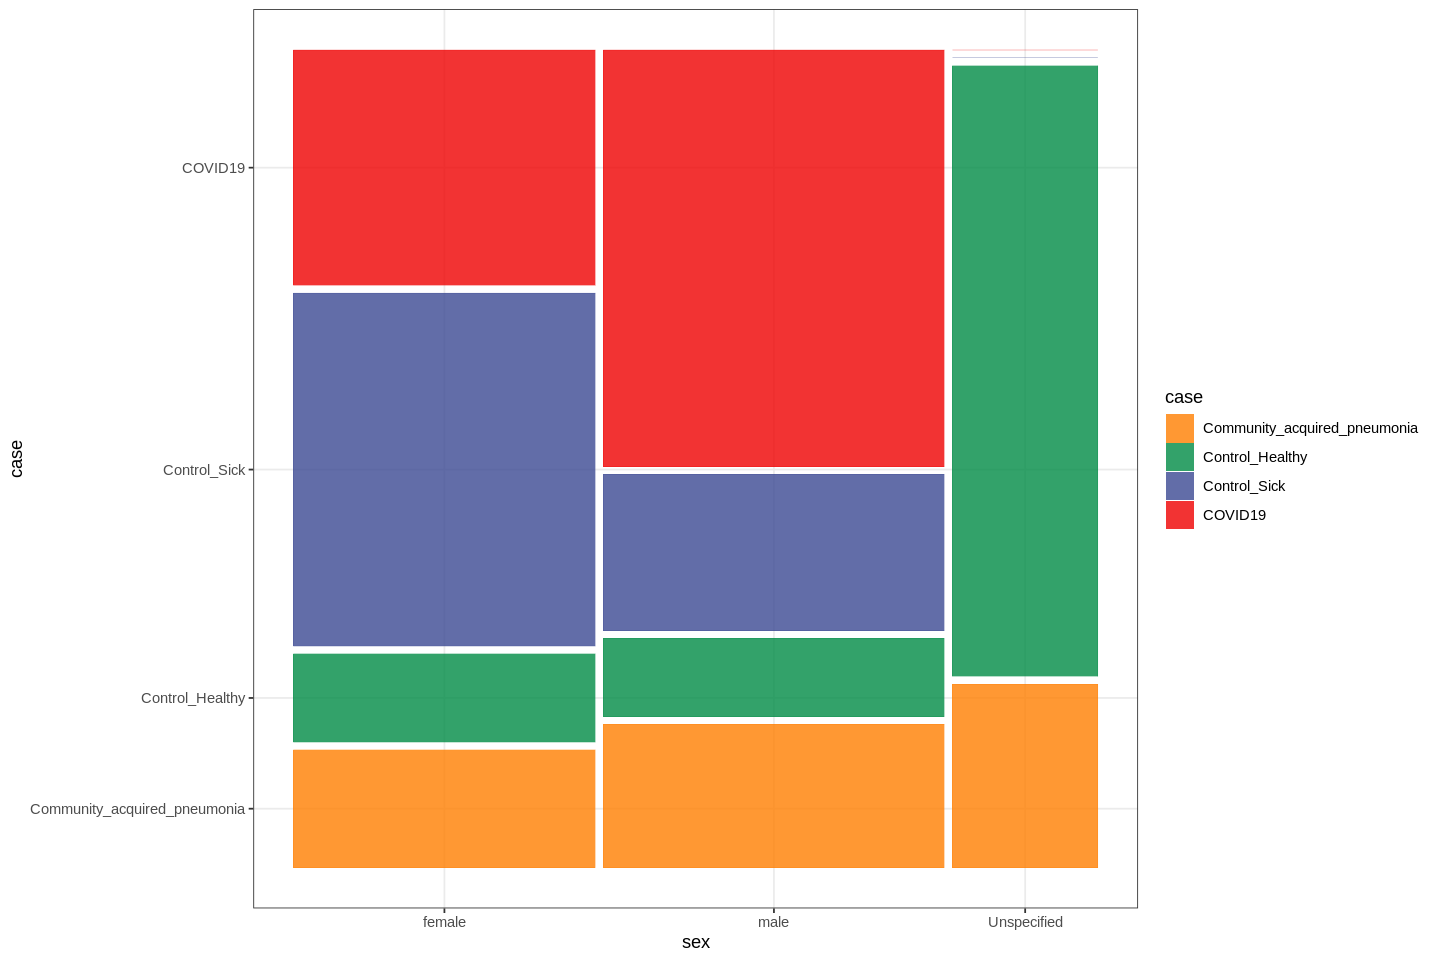 COVID19
Control_Sick
Control_Healthy
Community_acquired_pneumonia
case
female
male
Unspecified
sex
case
Community_acquired_pneumonia
Control_Healthy
Control_Sick
COVID19